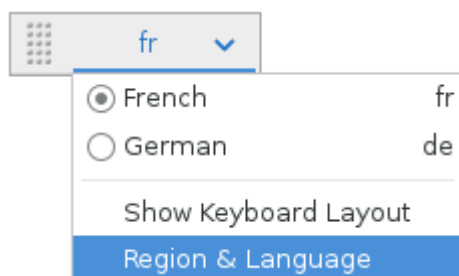 fr
French fr
German de
Show Keyboard Layout
Region & Language